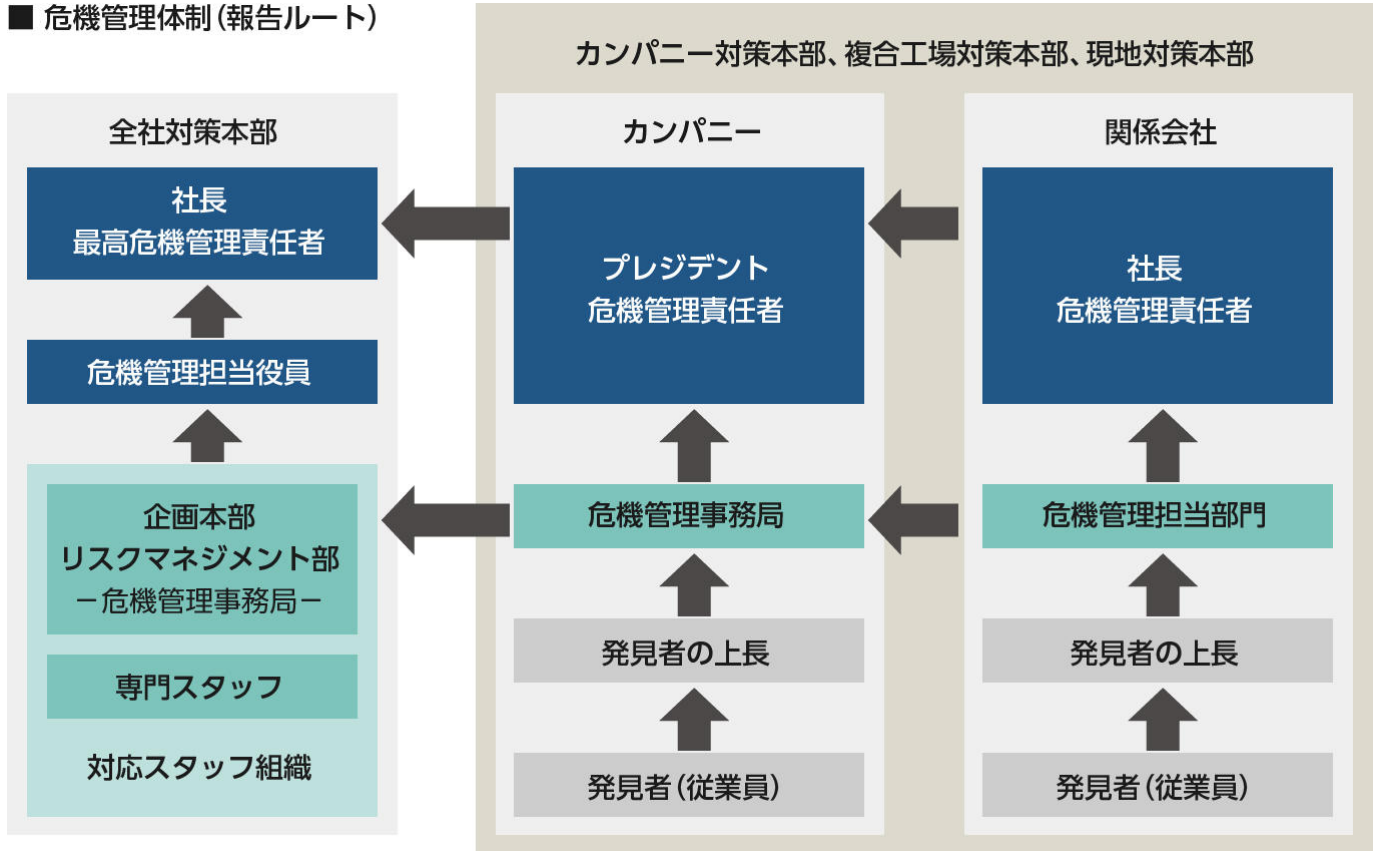 ■ 危機管理体制(報告ルート)
カンパニー対策本部、複合工場対策本部、現地対策本部
全社対策本部
社長
最高危機管理責任者
危機管理担当役員
企画本部
リスクマネジメント部
－危機管理事務局－
専門スタッフ
対応スタッフ組織
カンパニー
プレジデント
危機管理責任者
危機管理事務局
発見者の上長
発見者(従業員)
関係会社
社長
危機管理責任者
危機管理担当部門
発見者の上長
発見者(従業員)